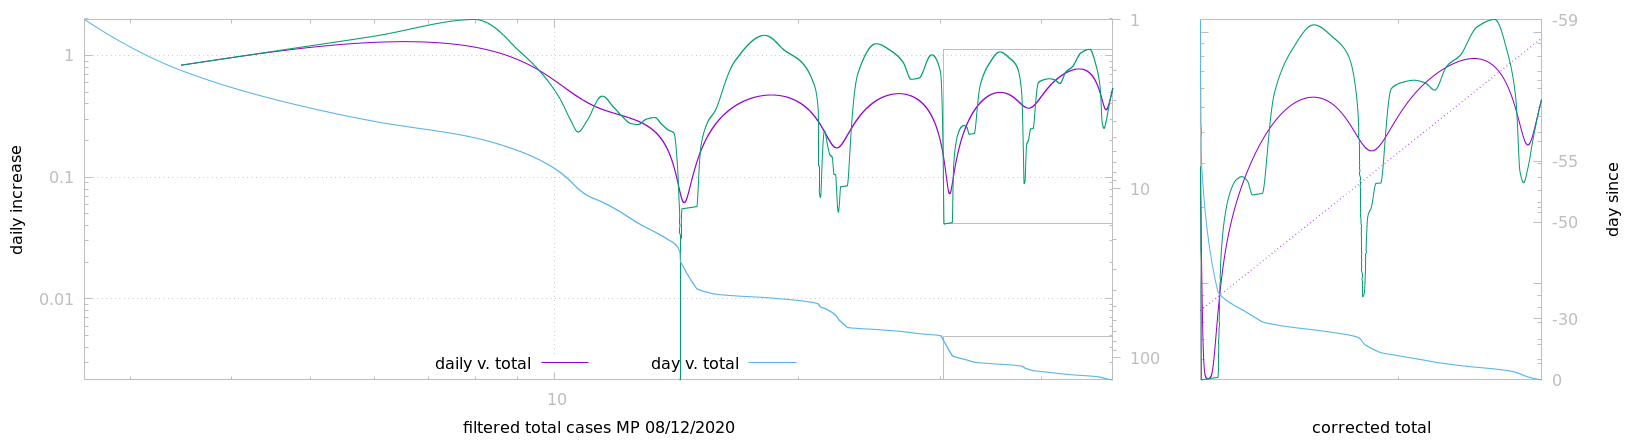 daily increase
1
0.1
0.01
daily v. total
day v. total
10
filtered total cases MP 08/12/2020
1
10
100
-59
-55
-50
-30
0
day since
corrected total